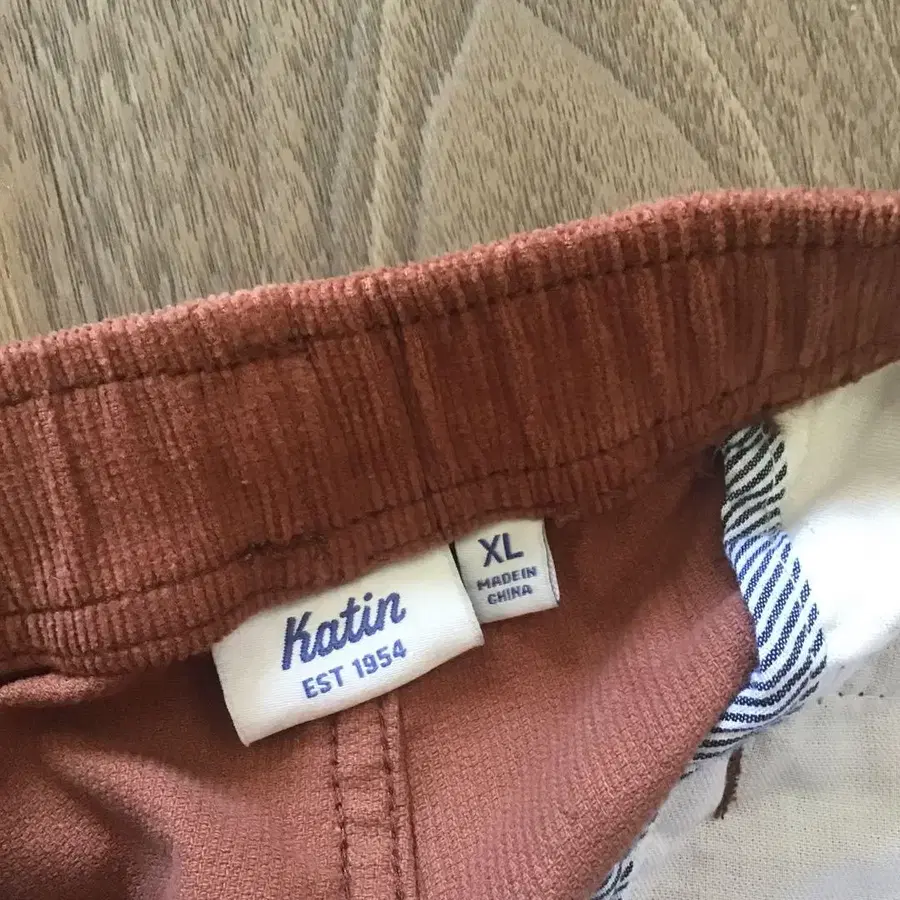 Katin
EST 1954
XL
MADE IN
CHINA